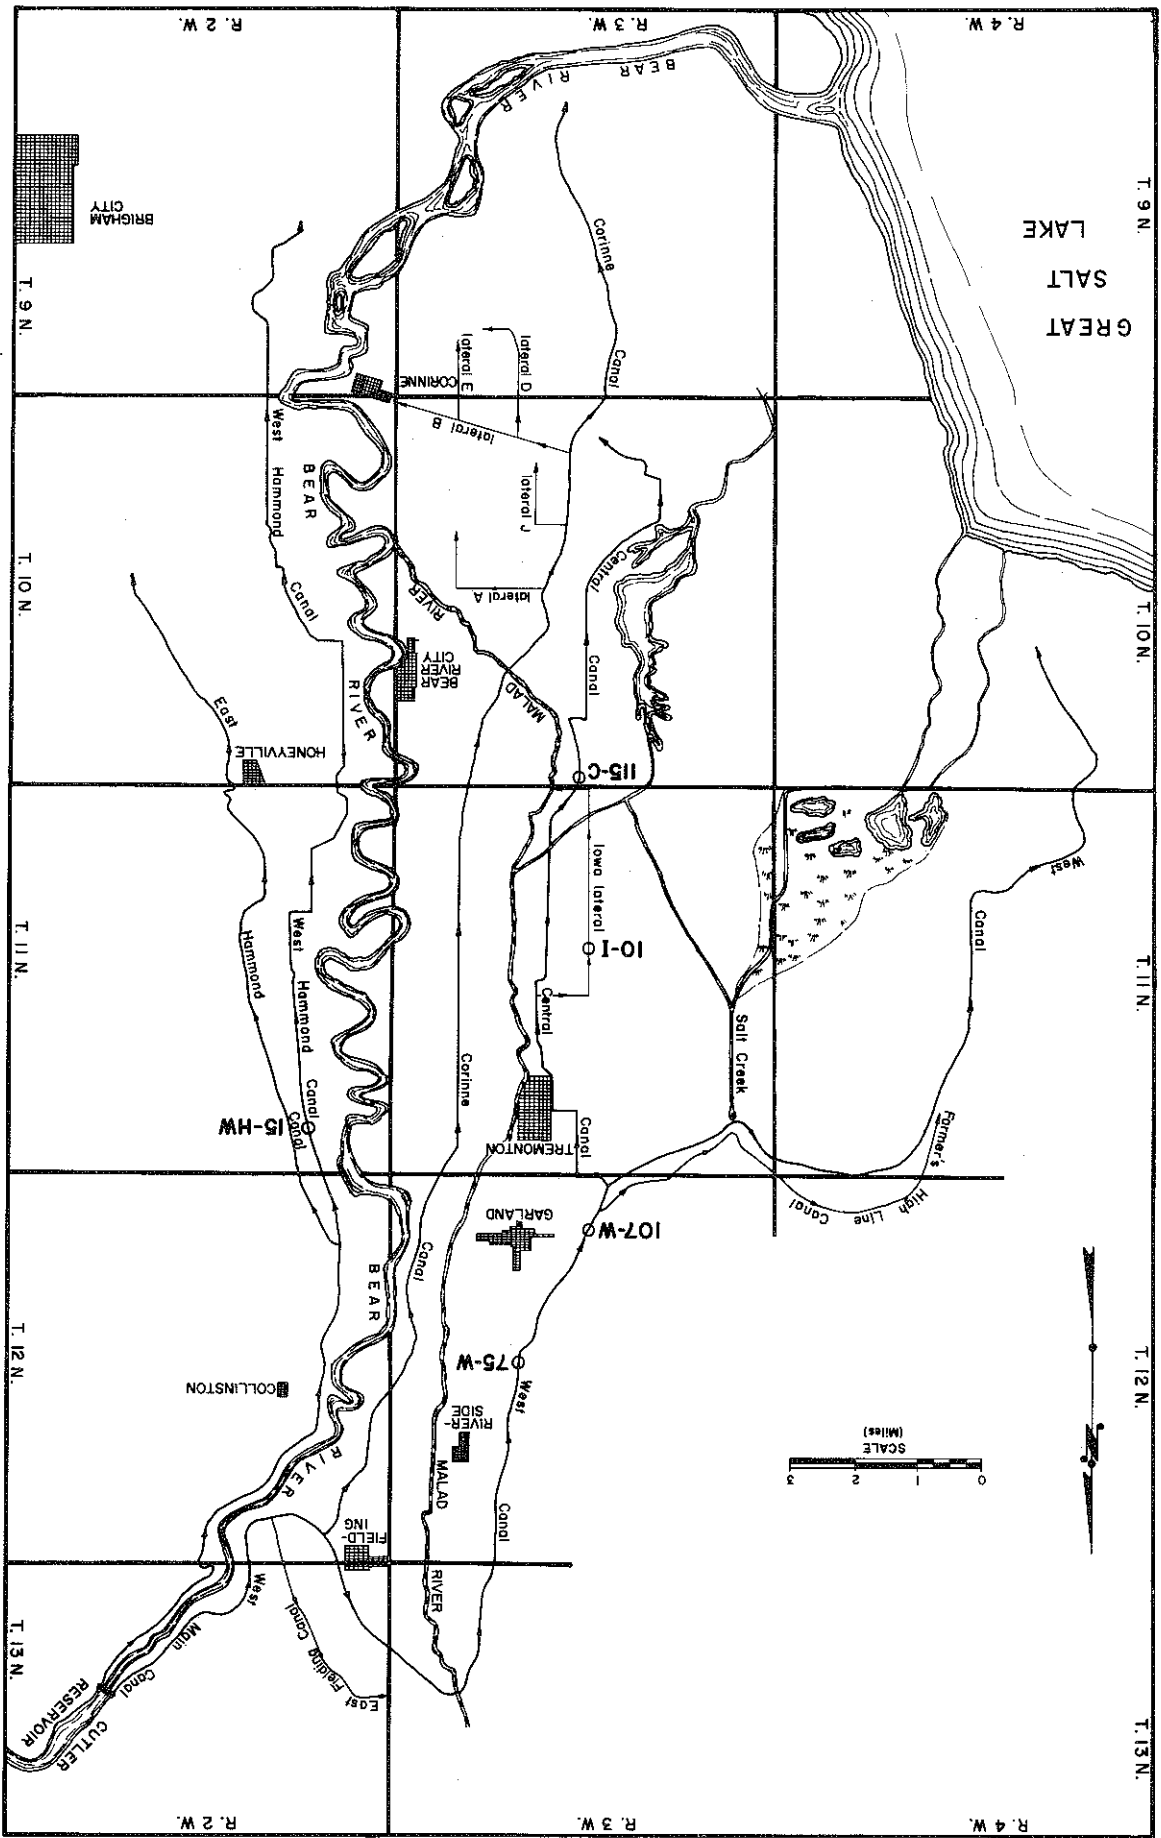 R. 4 W.
R. 3 W.
R. 2 W.
T. 13 N.
T. 13 N.
CUTLER
RESERVOIR
East
Fielding Canal
West
Main
Canal
RIVER
FIELD-
ING
MALAD
Canal
RIVER-
SIDE
RIVER
COLLINSTON
SCALE
(Miles)
0
1
2
3
T. 12 N.
T. 12 N.
West
75-W
BEAR
Canal
107-W
GARLAND
High Line
Canal
Farmer's
TREMONTON
Canal
15-HW
Canal
Canal
Corinne
Salt Creek
Central
West
Hammond
Hammond
10-I
Iowa lateral
Canal
T. 11 N.
T. 11 N.
West
115-C
HONEYVILLE
East
MALAD
RIVER
RIVER
BEAR
RIVER
CITY
Canal
Canal
lateral A
Central
T. 10 N.
T. 10 N.
lateral J
BEAR
West
Hammond
lateral B
CORINNE
lateral D
lateral E
Canal
GREAT
SALT
LAKE
Corinne
T. 9 N.
T. 9 N.
BRIGHAM
CITY
BEAR
RIVER
R. 4 W.
R. 3 W.
R. 2 W.